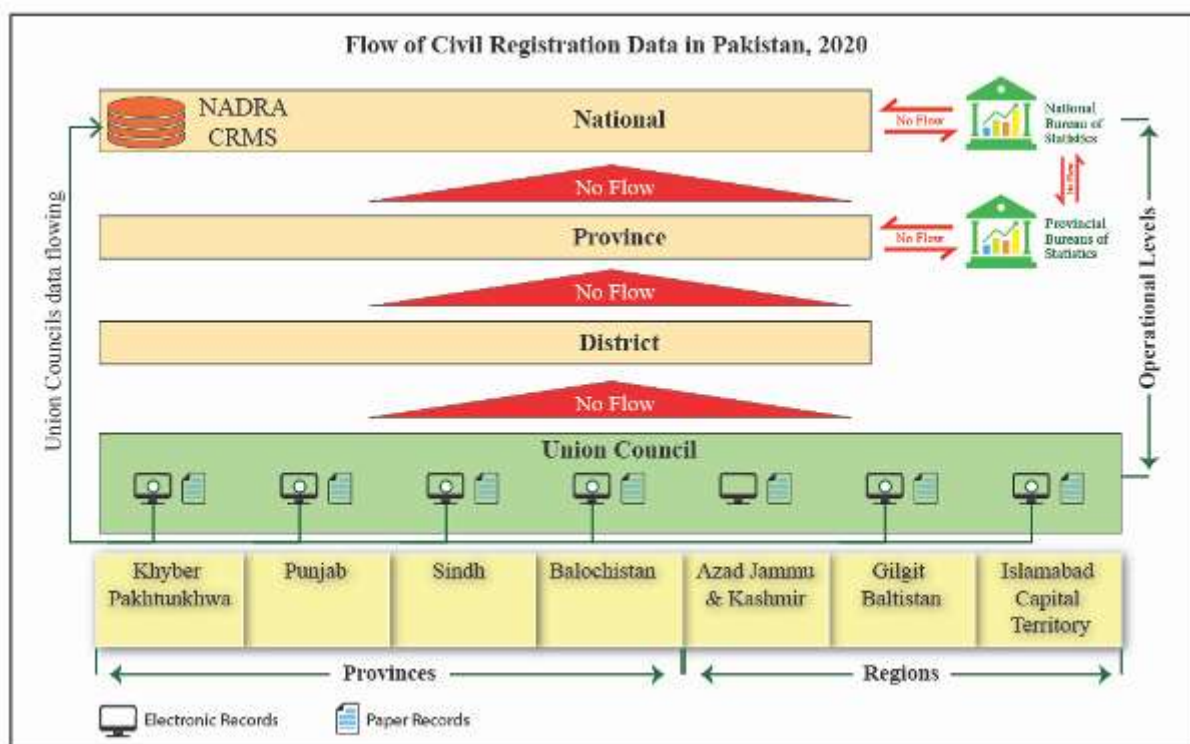 Flow of Civil Registration Data in Pakistan, 2020
NADRA
CRMS
National
No Flow
National
Bureau of
Statistics
No Flow
No Flow
Province
No Flow
Provincial
Bureaus of
Statistics
No Flow
District
No Flow
Union Councils data flowing
Operational Levels
Union Council
Khyber
Pakhtunkhwa
Punjab
Sindh
Balochistan
Azad Jammu
& Kashmir
Gilgit
Baltistan
Islamabad
Capital
Territory
Provinces
Regions
Electronic Records
Paper Records